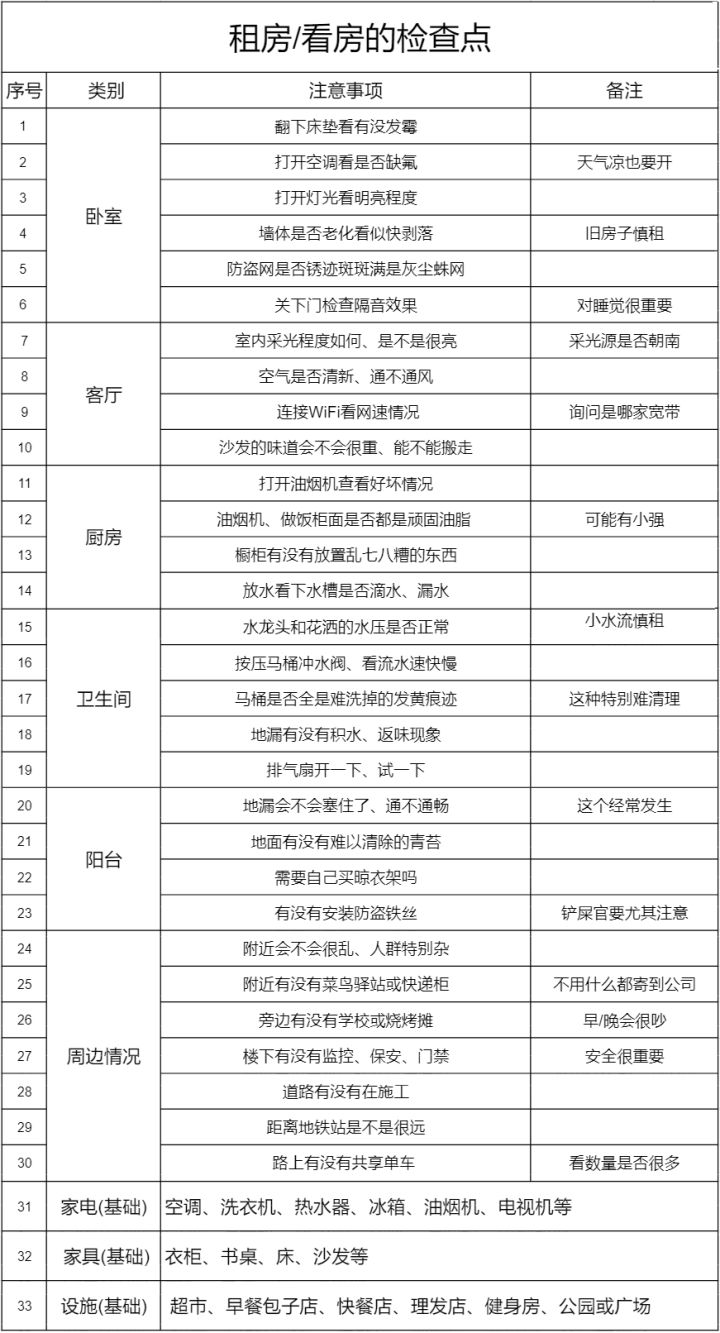 租房/看房的检查点
序号 类别 注意事项 备注
1 卧室 翻下床垫看有没发霉
2 打开空调看是否缺氟 天气凉也要开
3 打开灯光看明亮程度
4 墙体是否老化看似快剥落 旧房子慎租
5 防盗网是否锈迹斑斑满是灰尘蛛网
6 关下门检查隔音效果 对睡觉很重要
7 客厅 室内采光程度如何、是不是很亮 采光源是否朝南
8 空气是否清新、通不通风
9 连接WiFi看网速情况 询问是哪家宽带
10 沙发的味道会不会很重、能不能搬走
11 厨房 打开油烟机查看好坏情况
12 油烟机、做饭柜面是否都是顽固油脂 可能有小强
13 橱柜有没有放置乱七八糟的东西
14 放水看下水槽是否滴水、漏水
15 卫生间 水龙头和花洒的水压是否正常 小水流慎租
16 按压马桶冲水阀、看流水速快慢
17 马桶是否全是难洗掉的发黄痕迹 这种特别难清理
18 地漏有没有积水、返味现象
19 排气扇开一下、试一下
20 阳台 地漏会不会塞住了、通不通畅 这个经常发生
21 地面有没有难以清除的青苔
22 需要自己买晾衣架吗
23 有没有安装防盗铁丝 铲屎官要尤其注意
24 周边情况 附近会不会很乱、人群特别杂
25 附近有没有菜鸟驿站或快递柜 不用什么都寄到公司
26 旁边有没有学校或烧烤摊 早/晚会很吵
27 楼下有没有监控、保安、门禁 安全很重要
28 道路有没有在施工
29 距离地铁站是不是很远
30 路上有没有共享单车 看数量是否很多
31 家电(基础) 空调、洗衣机、热水器、冰箱、油烟机、电视机等
32 家具(基础) 衣柜、书桌、床、沙发等
33 设施(基础) 超市、早餐包子店、快餐店、理发店、健身房、公园或广场